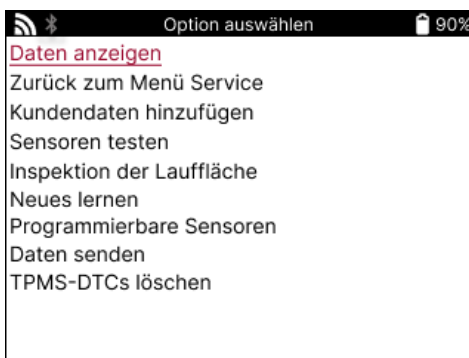 Option auswählen 90%
Daten anzeigen
Zurück zum Menü Service
Kundendaten hinzufügen
Sensoren testen
Inspektion der Lauffläche
Neues lernen
Programmierbare Sensoren
Daten senden
TPMS-DTCs löschen